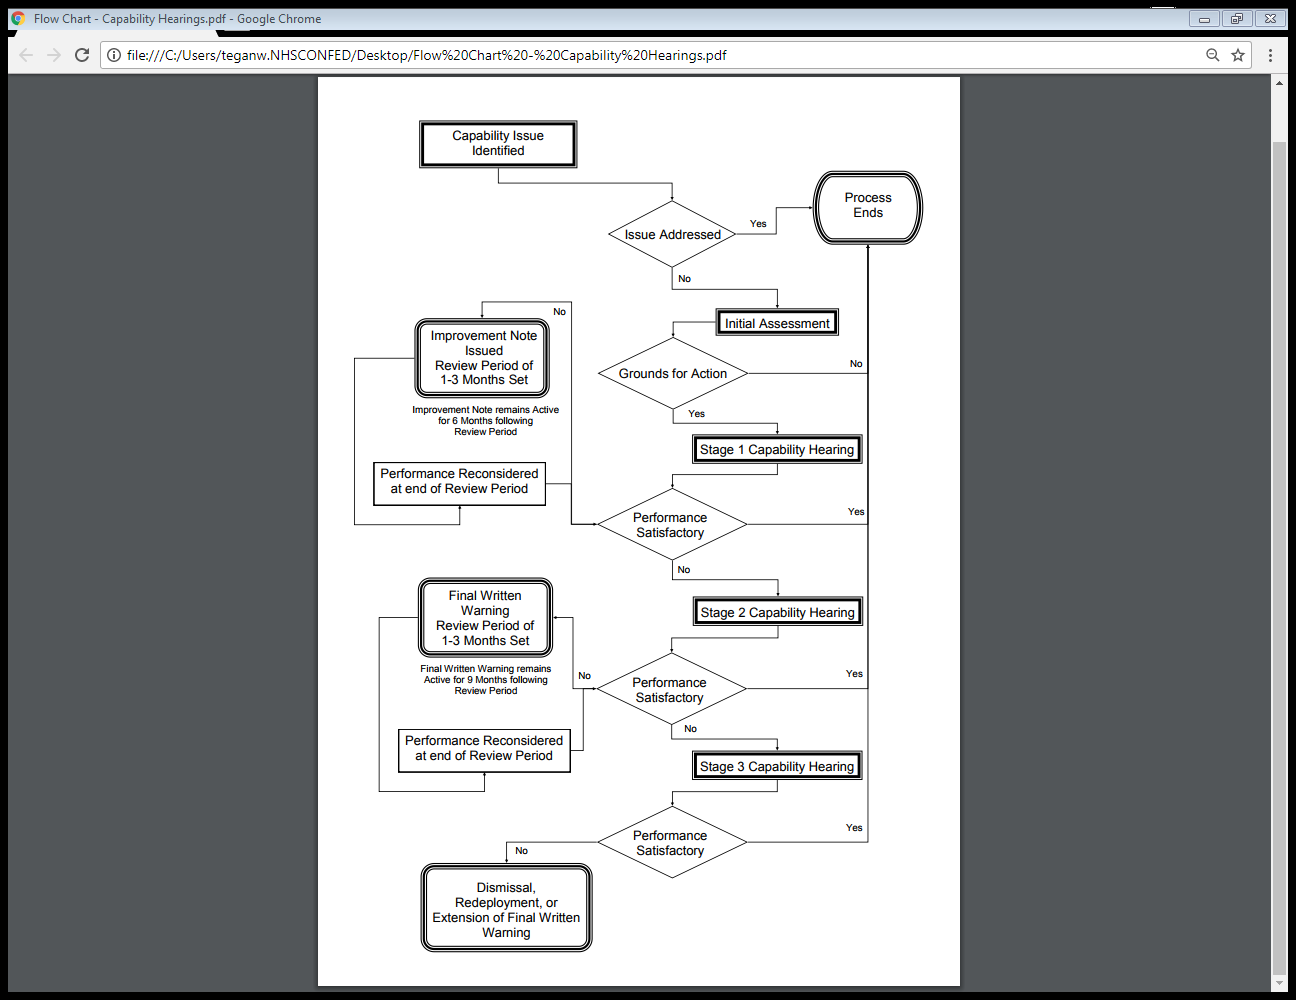 Flow Chart - Capability Hearings.pdf - Google Chrome
file:///C:/Users/teganw.NHSCONFED/Desktop/Flow%20Chart%20-%20Capability%20Hearings.pdf
Capability Issue
Identified
Process
Ends
Issue Addressed
Yes
No
Initial Assessment
No
Improvement Note
Issued
Review Period of
1-3 Months Set
Grounds for Action
No
Improvement Note remains Active
for 6 Months following
Review Period
Yes
Stage 1 Capability Hearing
Performance Reconsidered
at end of Review Period
Performance
Satisfactory
Yes
No
Final Written
Warning
Review Period of
1-3 Months Set
Stage 2 Capability Hearing
Final Written Warning remains
Active for 9 Months following
Review Period
No
Performance
Satisfactory
Yes
No
Performance Reconsidered
at end of Review Period
Stage 3 Capability Hearing
Performance
Satisfactory
Yes
No
Dismissal,
Redeployment, or
Extension of Final Written
Warning